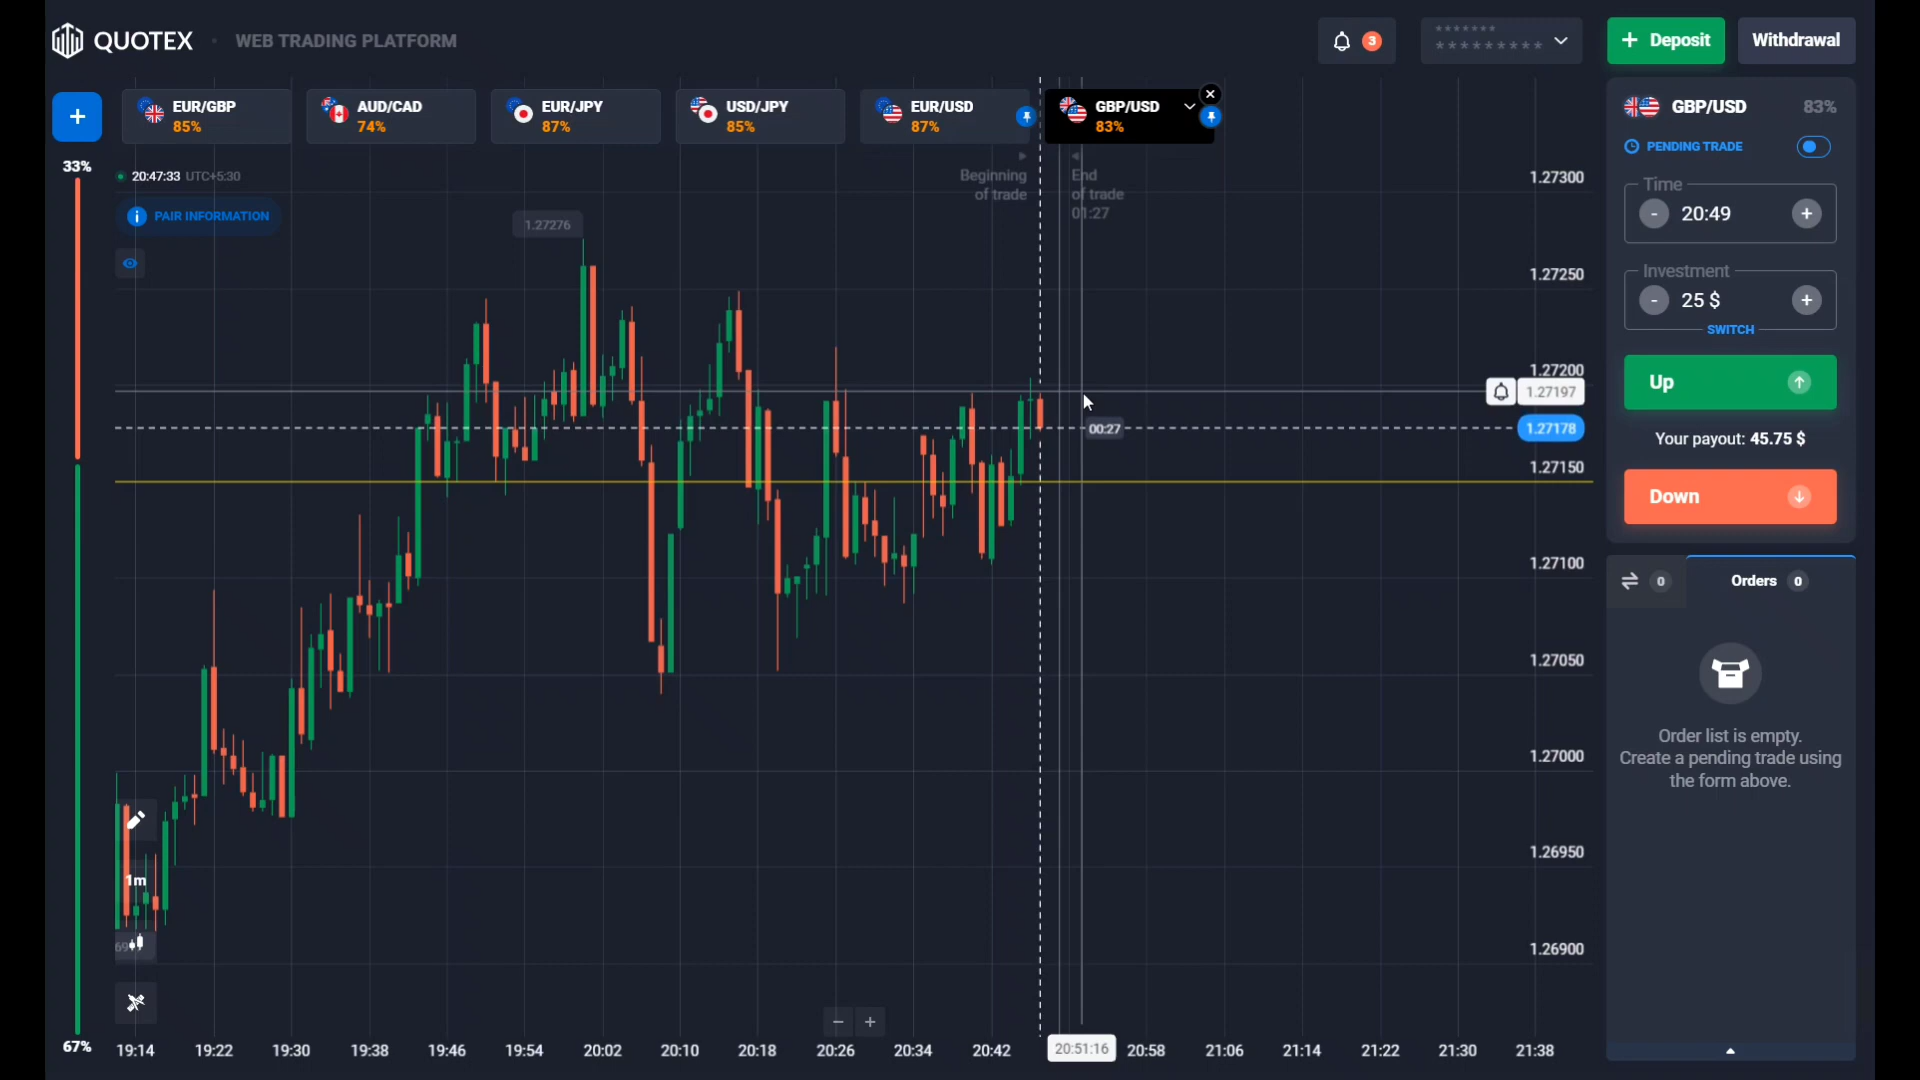 QUOTEX
WEB TRADING PLATFORM
3
*******
*********
+ Deposit
Withdrawal
+
EUR/GBP
85%
AUD/CAD
74%
EUR/JPY
87%
USD/JPY
85%
EUR/USD
87%
GBP/USD
83%
33%
20:47:33 UTC+5:30
i PAIR INFORMATION
Beginning
of trade
End
of trade
01:27
1.27276
1.27300
1.27250
1.27200
1.27197
00:27
1.27178
1.27150
1.27100
1.27050
1.27000
1.26950
1.26900
1m
69
67%
19:14
19:22
19:30
19:38
19:46
19:54
20:02
20:10
20:18
20:26
20:34
20:42
20:51:16
20:58
21:06
21:14
21:22
21:30
21:38
GBP/USD 83%
PENDING TRADE
Time
- 20:49 +
Investment
- 25 $ +
SWITCH
Up
Your payout: 45.75 $
Down
0
Orders 0
Order list is empty.
Create a pending trade using
the form above.